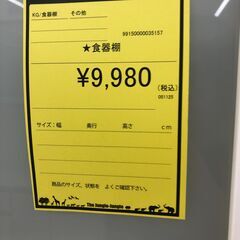 KG/食器棚 その他
99150000035157
★食器棚
¥9,980
(税込)
081125
サイズ：幅 奥行 高さ cm
商品のサイズ、状態を よくご確認下さい。
The Jungle-Jungle